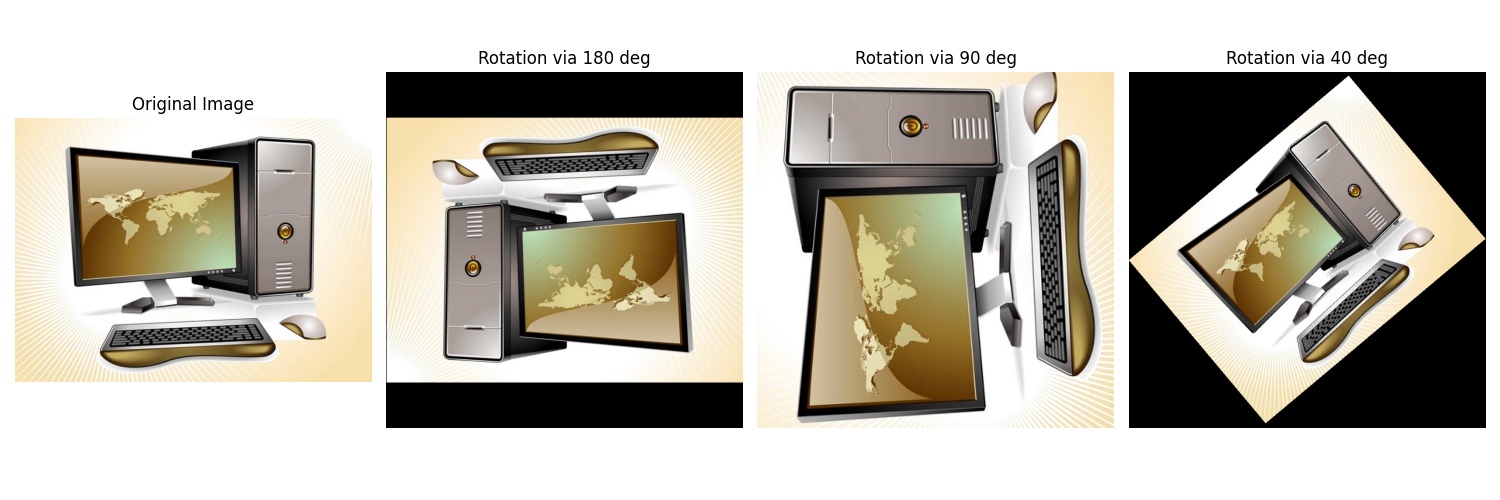 Original Image
Rotation via 180 deg
Rotation via 90 deg
Rotation via 40 deg